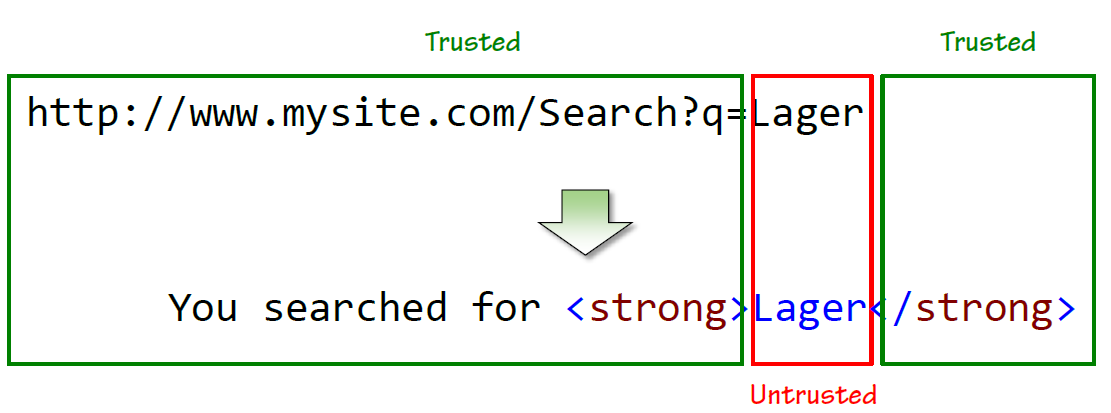 Trusted Trusted
http://www.mysite.com/Search?q=Lager
You searched for <strong>Lager</strong>
Untrusted